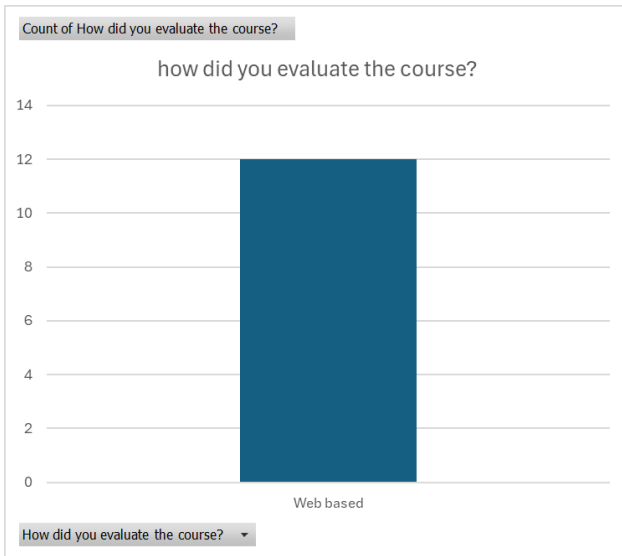 Count of How did you evaluate the course?
how did you evaluate the course?
14
12
10
8
6
4
2
0
Web based
How did you evaluate the course?